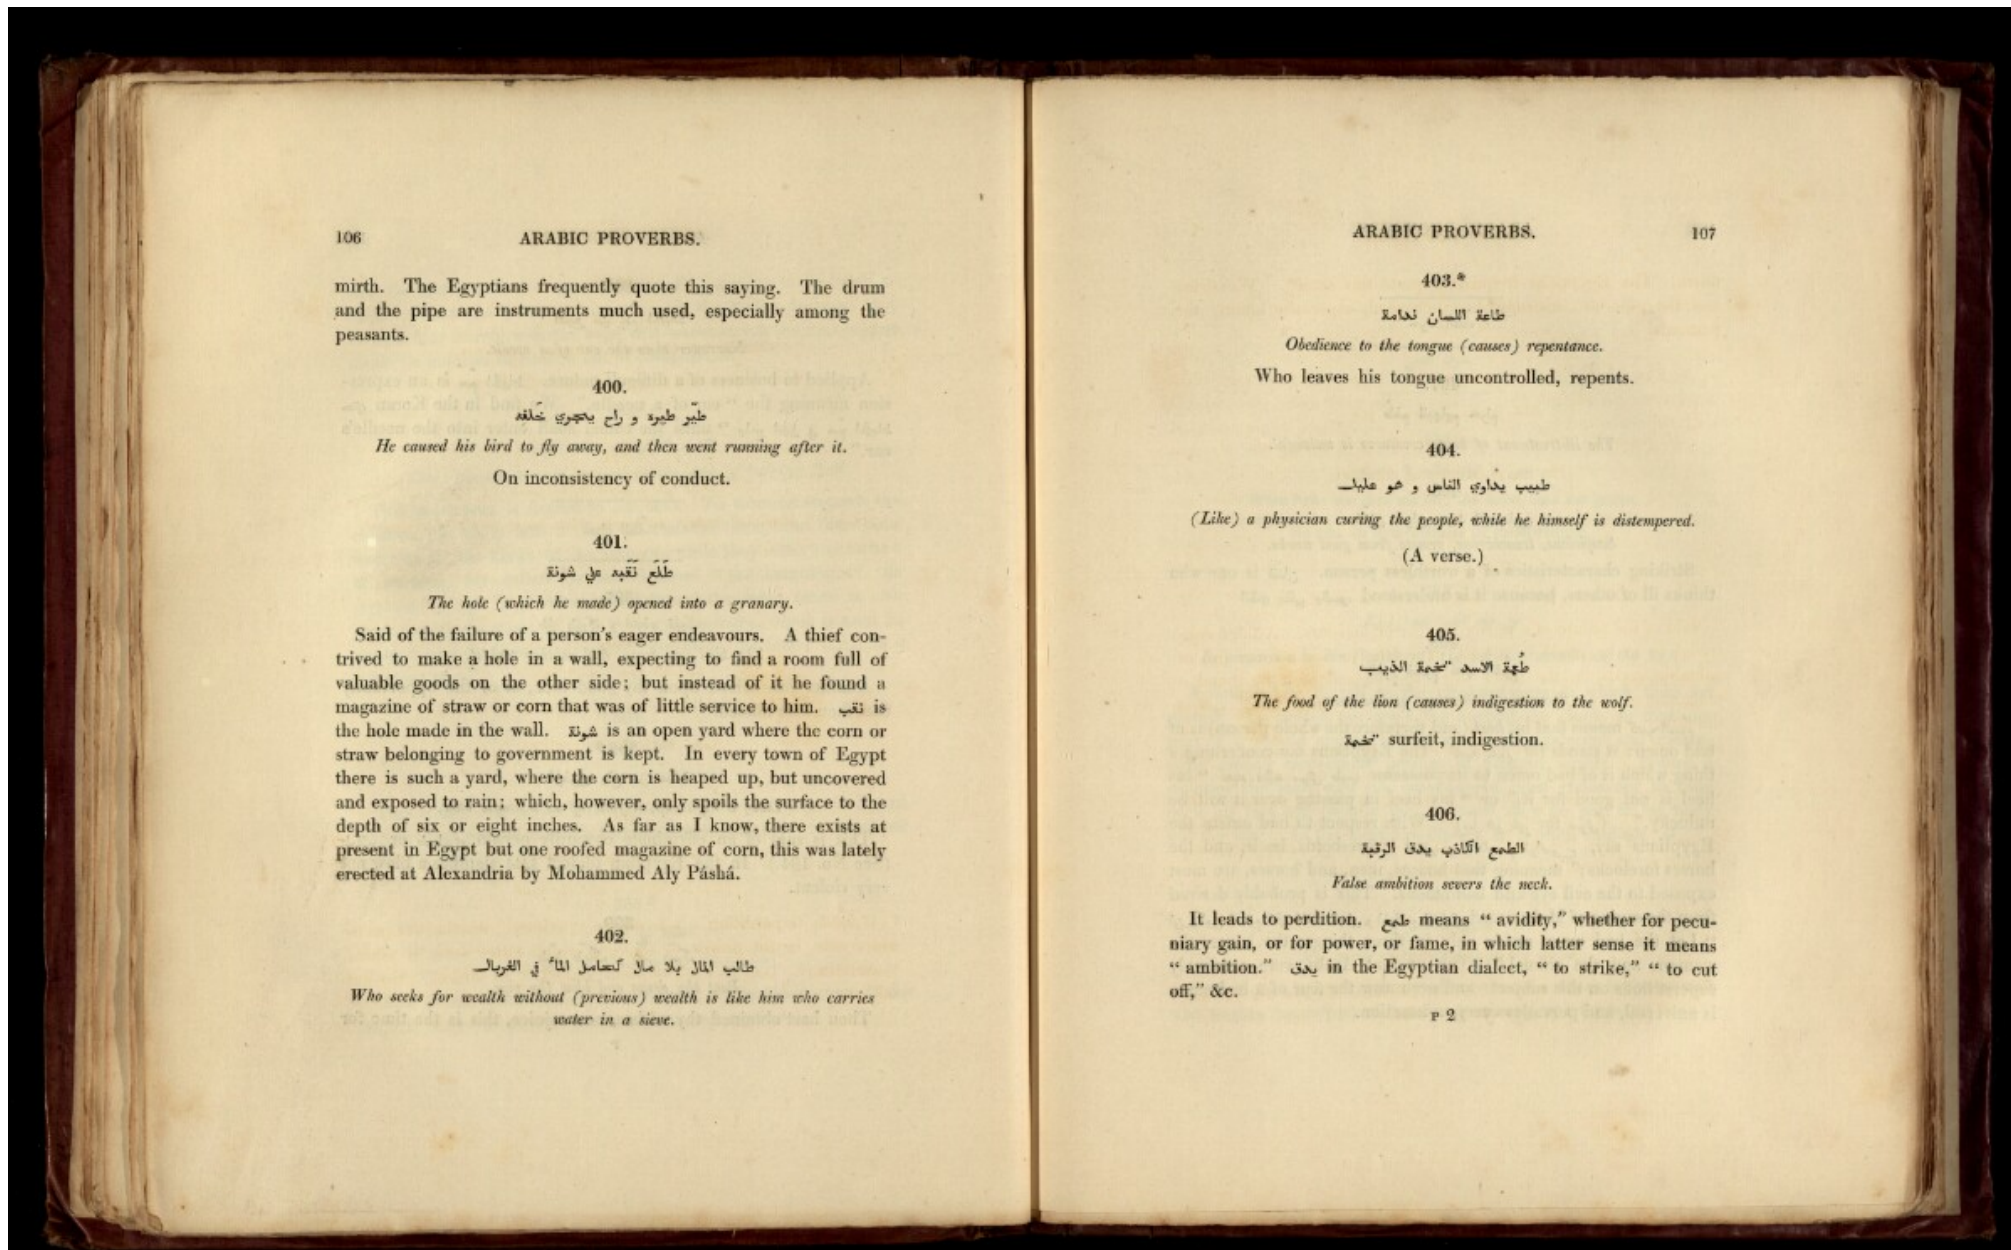 106
ARABIC PROVERBS.
mirth. The Egyptians frequently quote this saying. The drum
and the pipe are instruments much used, especially among the
peasants.
400.
طيّر طيره و راح يجري خَلفه
He caused his bird to fly away, and then went running after it.
On inconsistency of conduct.
401.
طَلَع نَقَبه علي شونة
The hole (which he made) opened into a granary.
Said of the failure of a person's eager endeavours. A thief con-
trived to make a hole in a wall, expecting to find a room full of
valuable goods on the other side; but instead of it he found a
magazine of straw or corn that was of little service to him. نقب is
the hole made in the wall. شونة is an open yard where the corn or
straw belonging to government is kept. In every town of Egypt
there is such a yard, where the corn is heaped up, but uncovered
and exposed to rain; which, however, only spoils the surface to the
depth of six or eight inches. As far as I know, there exists at
present in Egypt but one roofed magazine of corn, this was lately
erected at Alexandria by Mohammed Aly Páshá.
402.
طالب المال بلا مال كحامل الماء في الغربال
Who seeks for wealth without (previous) wealth is like him who carries
water in a sieve.
ARABIC PROVERBS.
107
403.*
طاعة اللسان ندامة
Obedience to the tongue (causes) repentance.
Who leaves his tongue uncontrolled, repents.
404.
طبيب يُداوي الناس و هو عليل
(Like) a physician curing the people, while he himself is distempered.
(A verse.)
405.
طُعمة الاسد تخمة الذيب
The food of the lion (causes) indigestion to the wolf.
تخمة surfeit, indigestion.
406.
الطمع الكاذب يدق الرقبة
False ambition severs the neck.
It leads to perdition. طمع means "avidity," whether for pecu-
niary gain, or for power, or fame, in which latter sense it means
"ambition." يدق in the Egyptian dialect, "to strike," "to cut
off," &c.
P 2